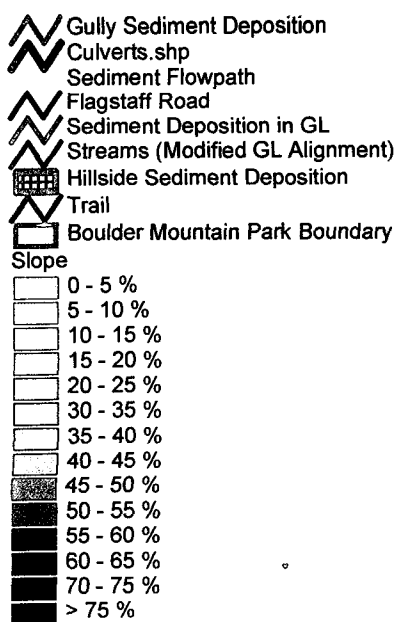 Gully Sediment Deposition
Culverts.shp
Sediment Flowpath
Flagstaff Road
Sediment Deposition in GL
Streams (Modified GL Alignment)
Hillside Sediment Deposition
Trail
Boulder Mountain Park Boundary
Slope
0 - 5 %
5 - 10 %
10 - 15 %
15 - 20 %
20 - 25 %
30 - 35 %
35 - 40 %
40 - 45 %
45 - 50 %
50 - 55 %
55 - 60 %
60 - 65 %
70 - 75 %
> 75 %